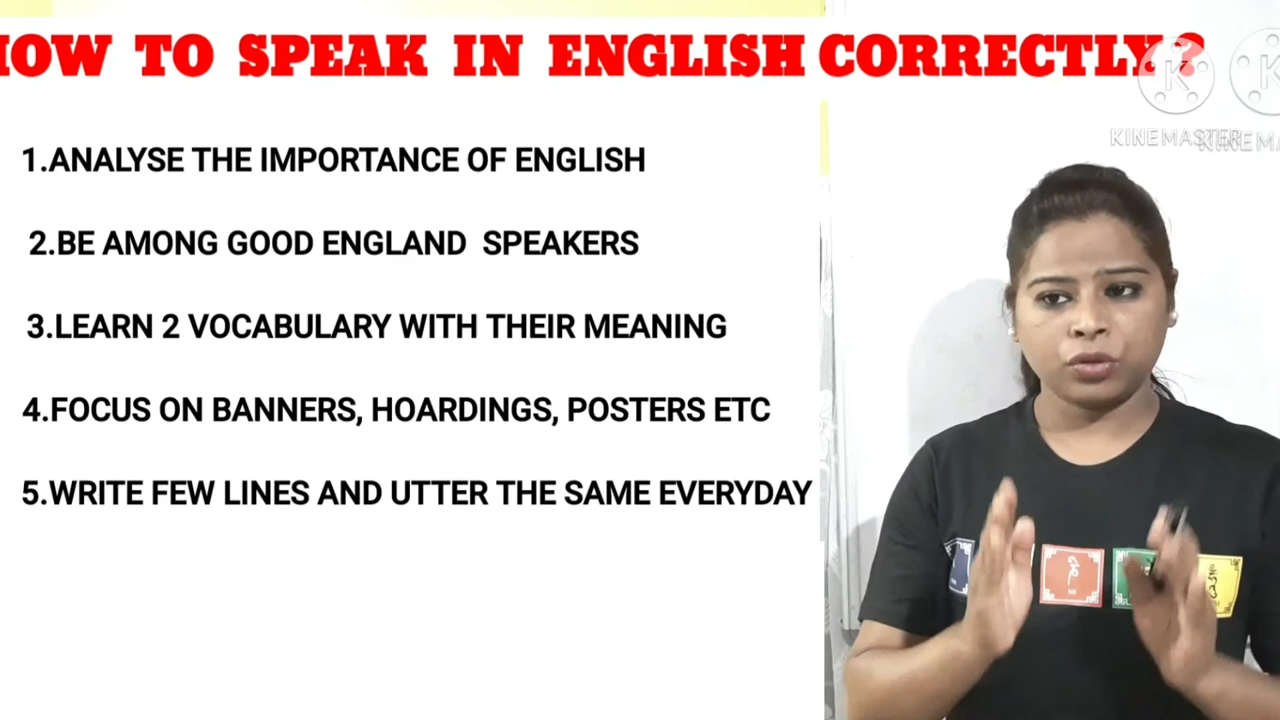 HOW TO SPEAK IN ENGLISH CORRECTLY?
KINEMASTER
KINEMA
1.ANALYSE THE IMPORTANCE OF ENGLISH
2.BE AMONG GOOD ENGLAND SPEAKERS
3.LEARN 2 VOCABULARY WITH THEIR MEANING
4.FOCUS ON BANNERS, HOARDINGS, POSTERS ETC
5.WRITE FEW LINES AND UTTER THE SAME EVERYDAY